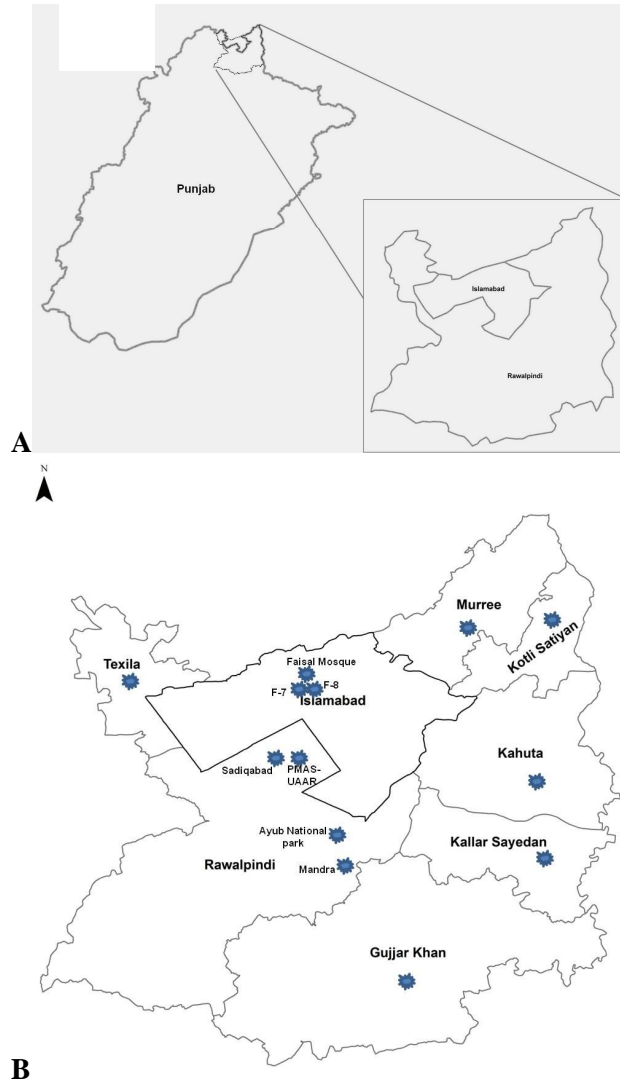 Punjab
Islamabad
Rawalpindi
A
N
Murree
Kotli Satiyan
Texila
Faisal Mosque
F-7
F-8
Islamabad
Sadiqabad
PMAS-
UAAR
Kahuta
Ayub National
park
Kallar Sayedan
Rawalpindi
Mandra
Gujjar Khan
B